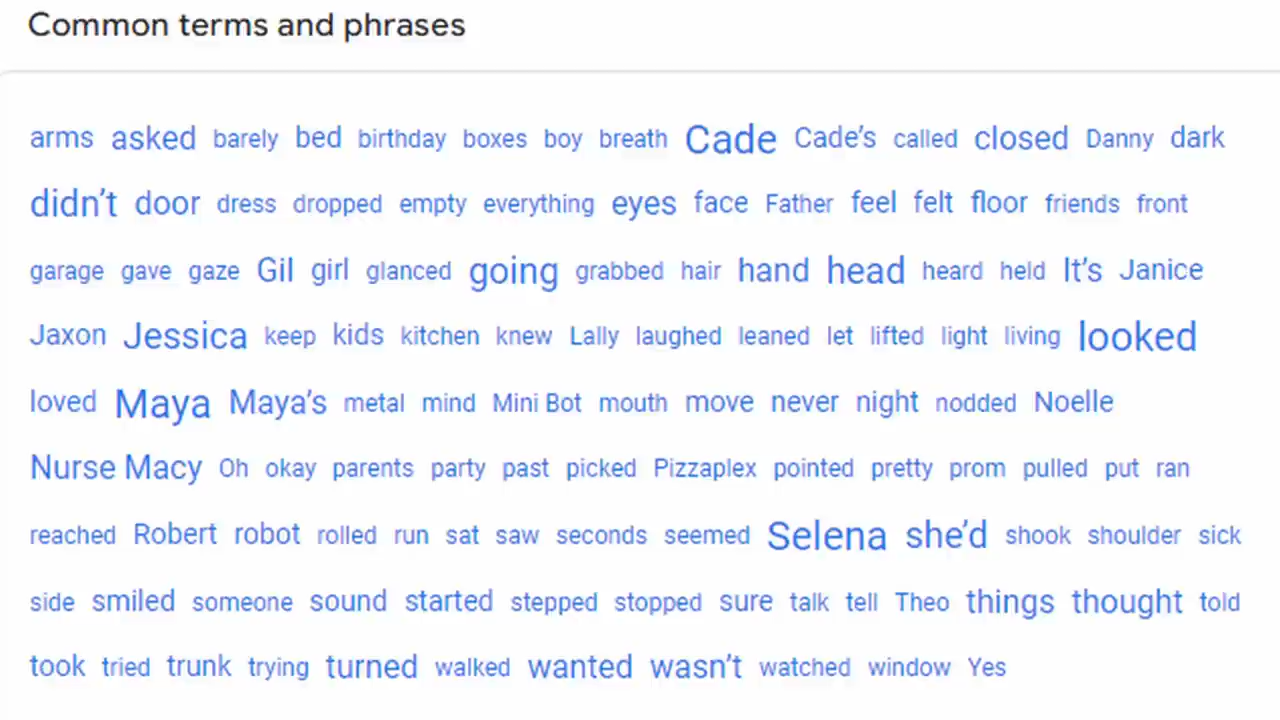 Common terms and phrases
arms asked barely bed birthday boxes boy breath Cade Cade's called closed Danny dark
didn't door dress dropped empty everything eyes face Father feel felt floor friends front
garage gave gaze Gil girl glanced going grabbed hair hand head heard held It's Janice
Jaxon Jessica keep kids kitchen knew Lally laughed leaned let lifted light living looked
loved Maya Maya's metal mind Mini Bot mouth move never night nodded Noelle
Nurse Macy Oh okay parents party past picked Pizzaplex pointed pretty prom pulled put ran
reached Robert robot rolled run sat saw seconds seemed Selena she'd shook shoulder sick
side smiled someone sound started stepped stopped sure talk tell Theo things thought told
took tried trunk trying turned walked wanted wasn't watched window Yes